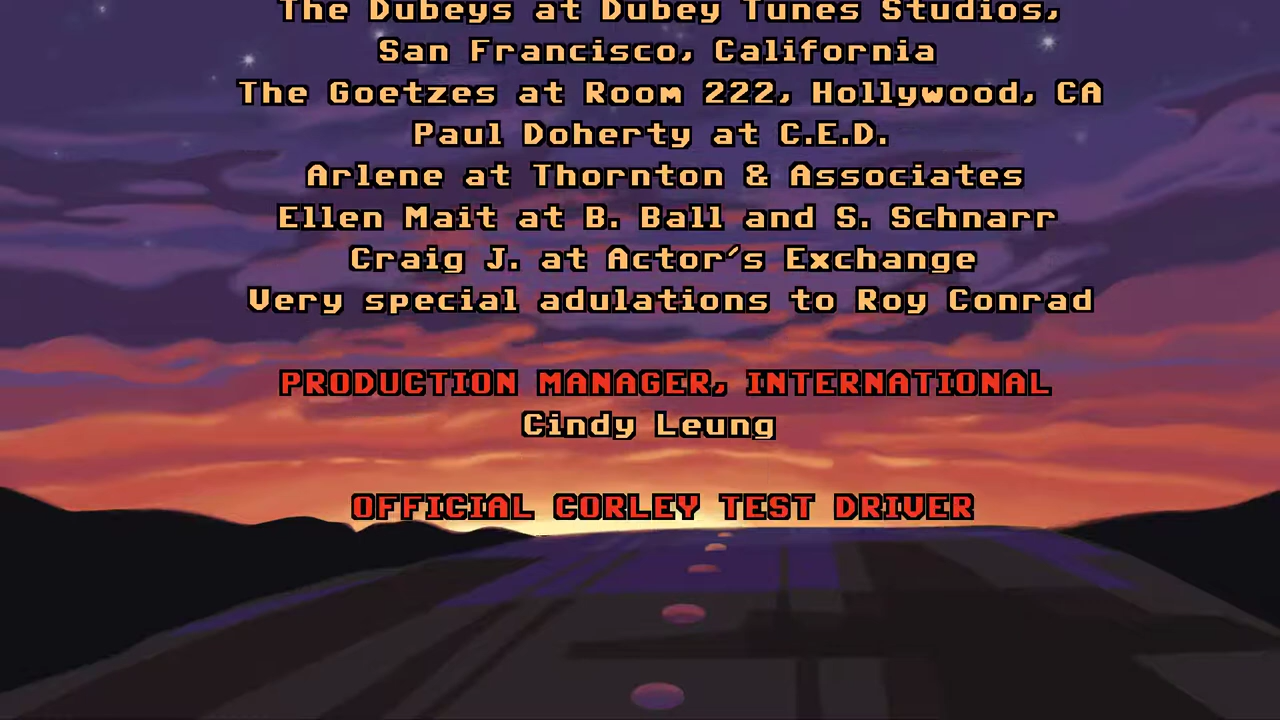 The Dubeys at Dubey Tunes Studios,
San Francisco, California
The Goetzes at Room 222, Hollywood, CA
Paul Doherty at C.E.D.
Arlene at Thornton & Associates
Ellen Mait at B. Ball and S. Schnarr
Craig J. at Actor's Exchange
Very special adulations to Roy Conrad
PRODUCTION MANAGER, INTERNATIONAL
Cindy Leung
OFFICIAL CORLEY TEST DRIVER